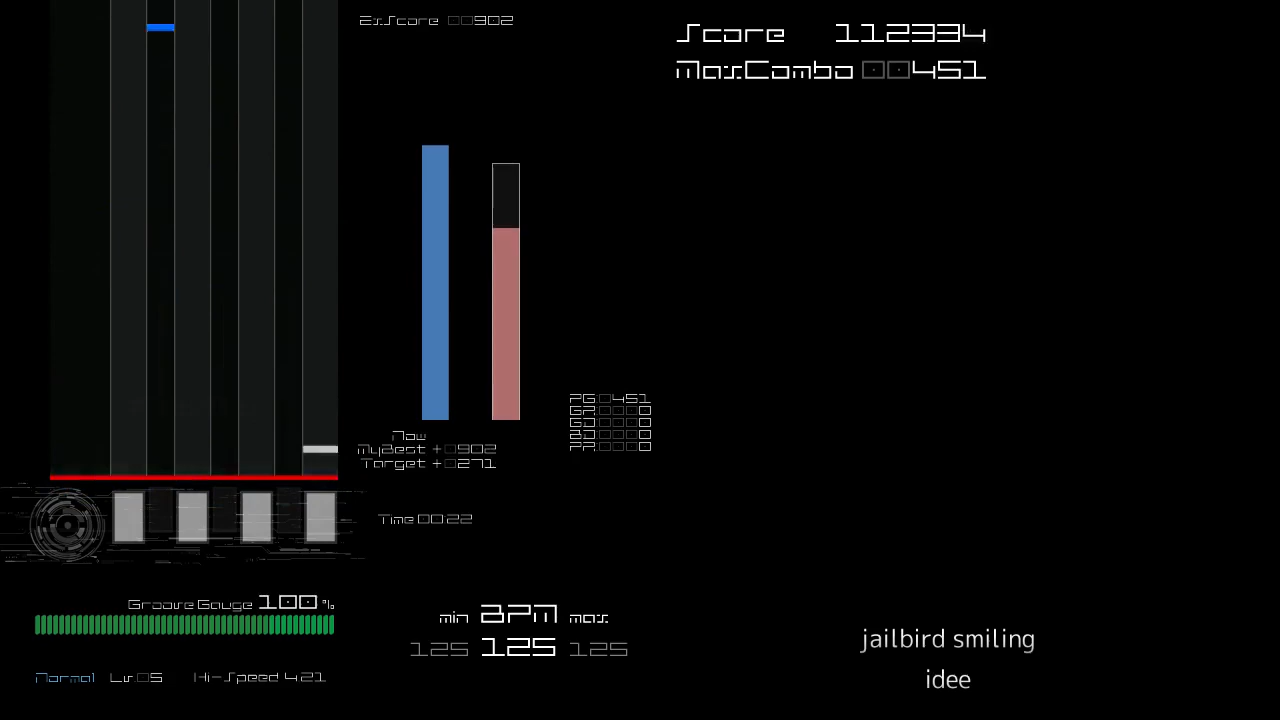 ExScore 00902
Score 112334
MaxCombo 00451
PG:0451
GR:0000
GD:0000
BD:0000
PR:0000
Now
MyBest +0902
Target +0271
Time 00:22
Groove Gauge 100%
min BPM max
125 125 125
Normal Lv.05 Hi-Speed 4.21
jailbird smiling
idee